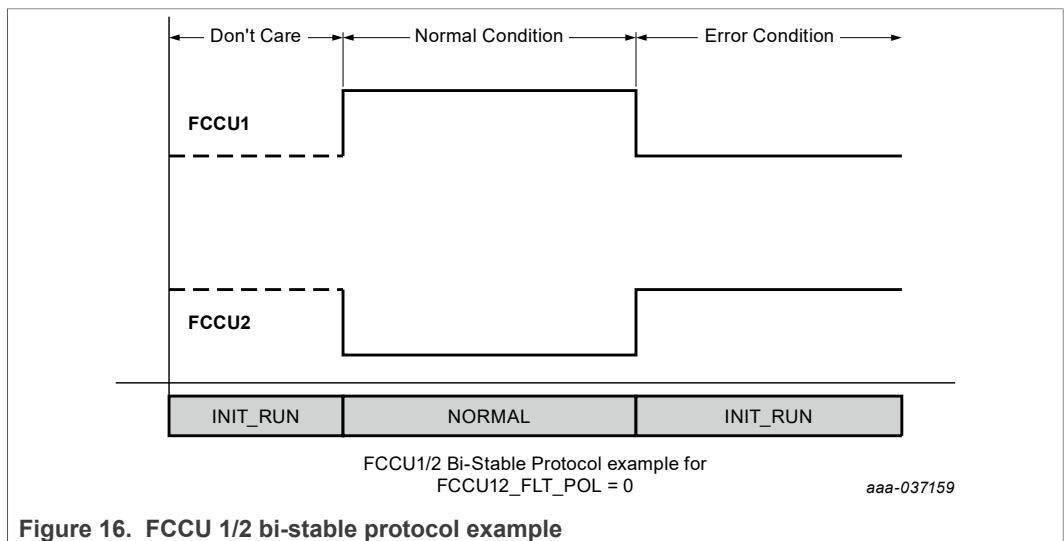 Don't Care
Normal Condition
Error Condition
FCCU1
FCCU2
INIT_RUN
NORMAL
INIT_RUN
FCCU1/2 Bi-Stable Protocol example for
FCCU12_FLT_POL = 0
aaa-037159
Figure 16. FCCU 1/2 bi-stable protocol example